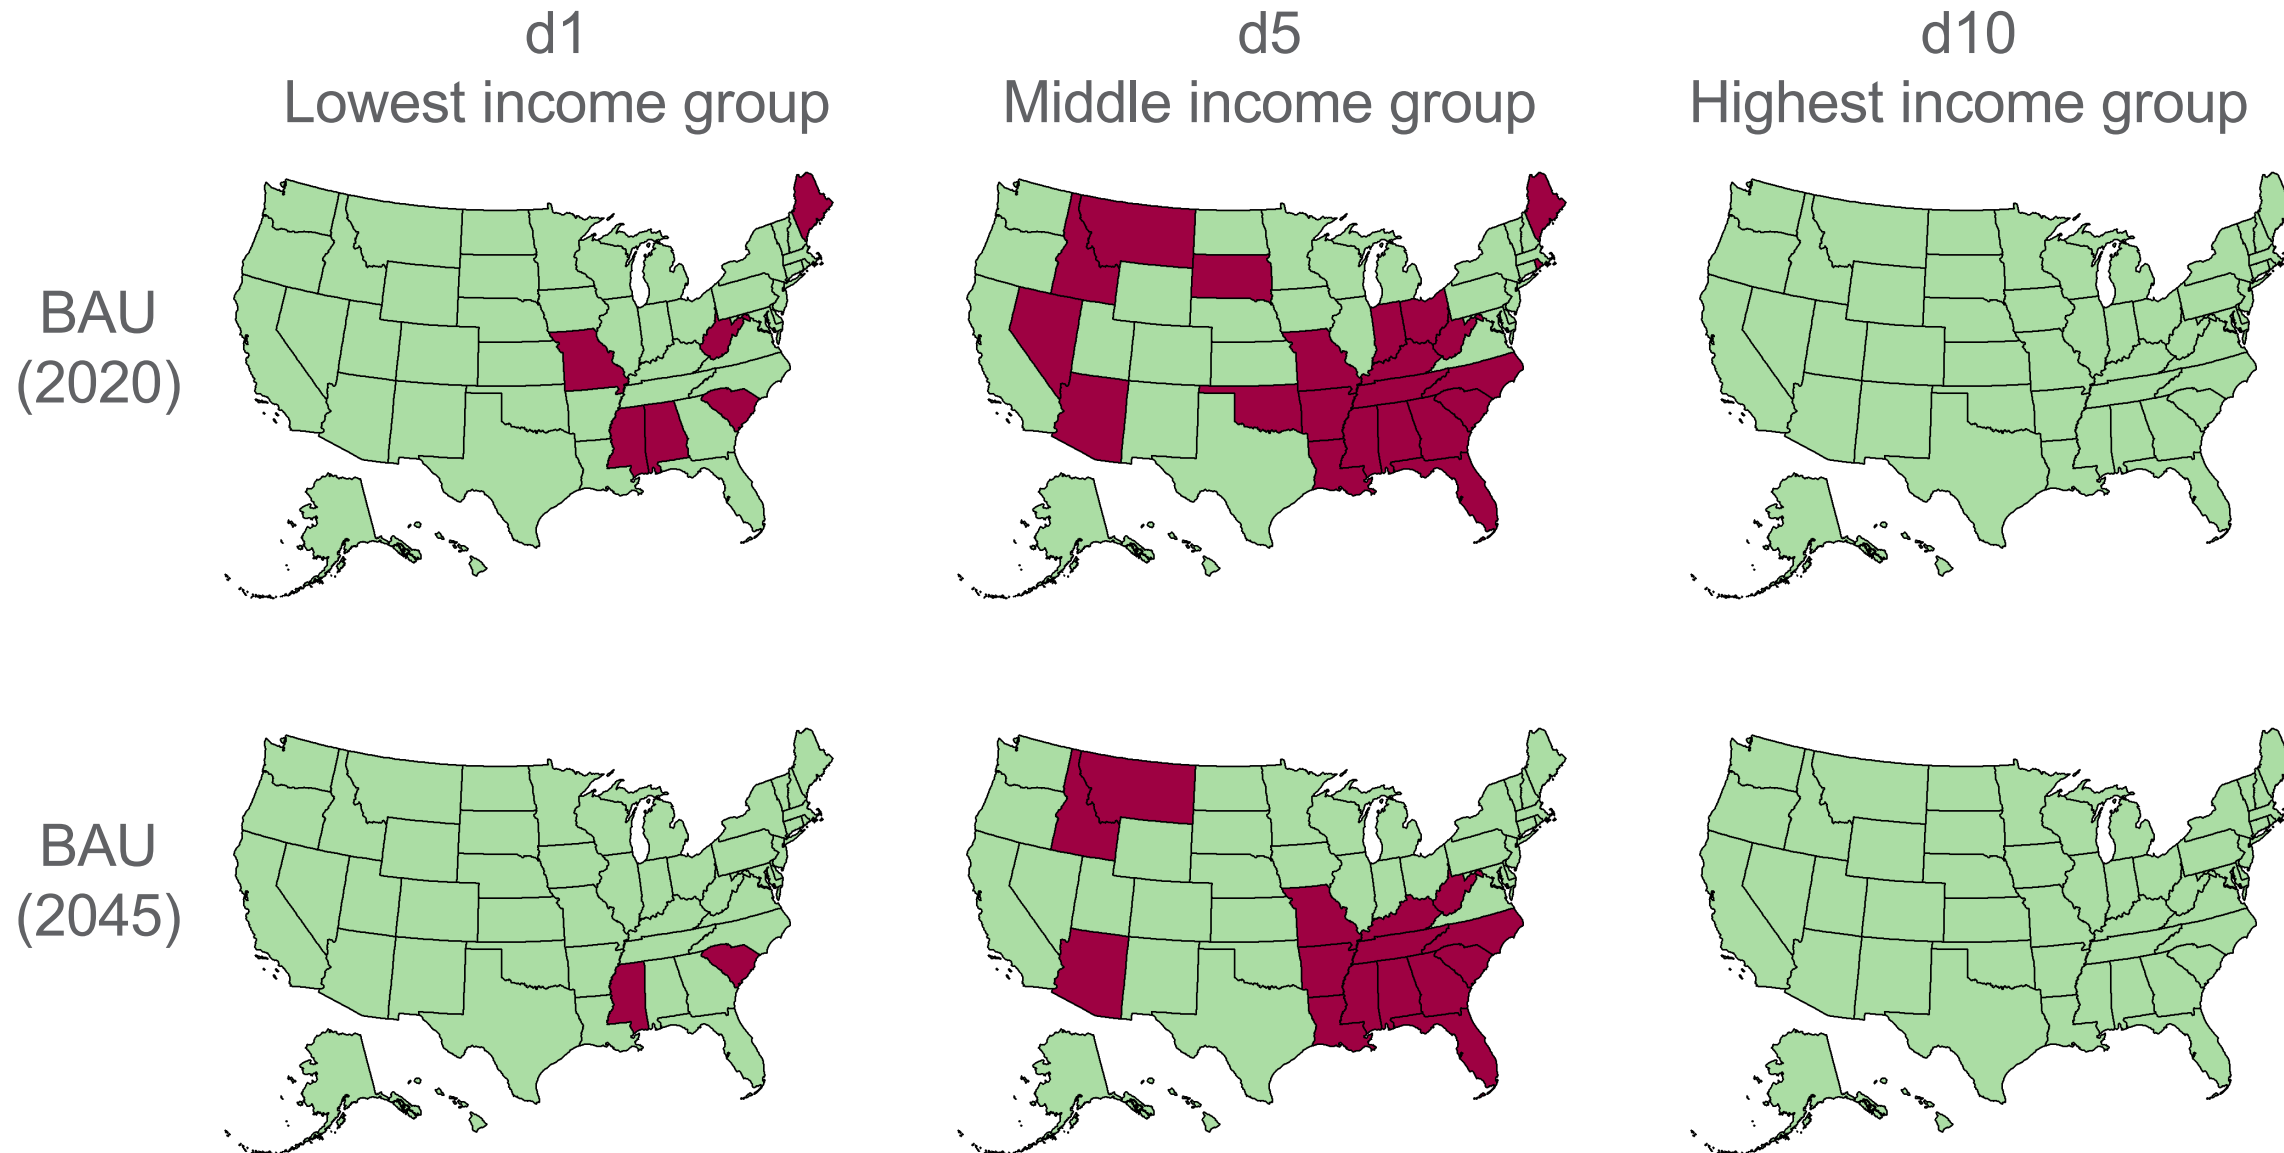 d1
Lowest income group
d5
Middle income group
d10
Highest income group
BAU
(2020)
BAU
(2045)